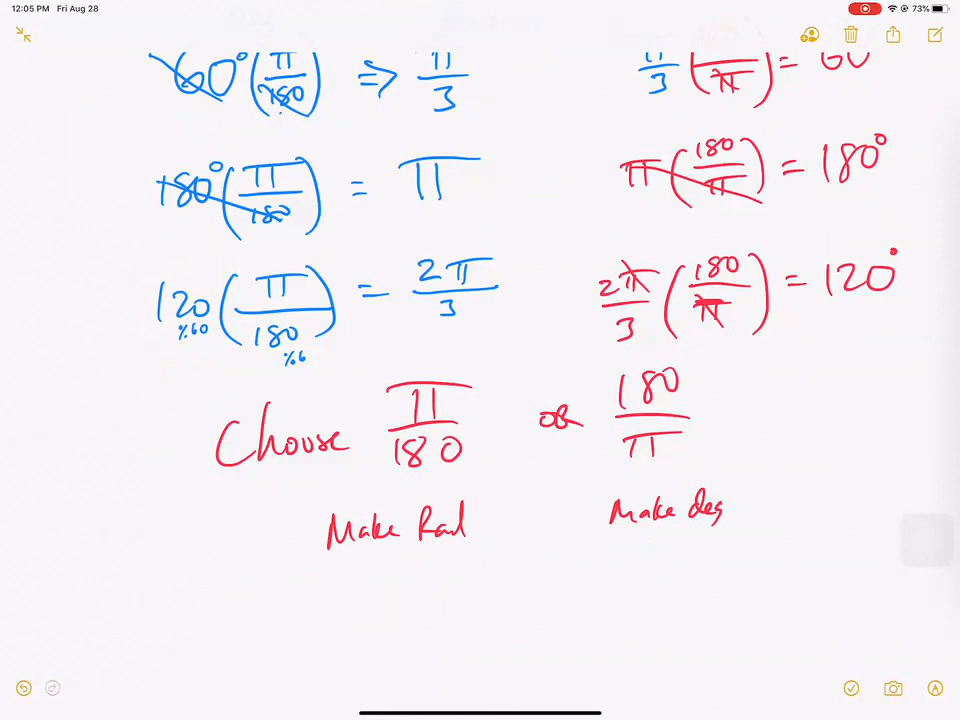 12:05 PM Fri Aug 28 73%
60° (π/180) => π/3
π/3 ( /π) = 60
180° (π/180) = π
π (180/π) = 180°
120 (π/180) = 2π/3
%60 %6
2π/3 (180/π) = 120°
Choose π/180 OR 180/π
Make Rad
Make deg